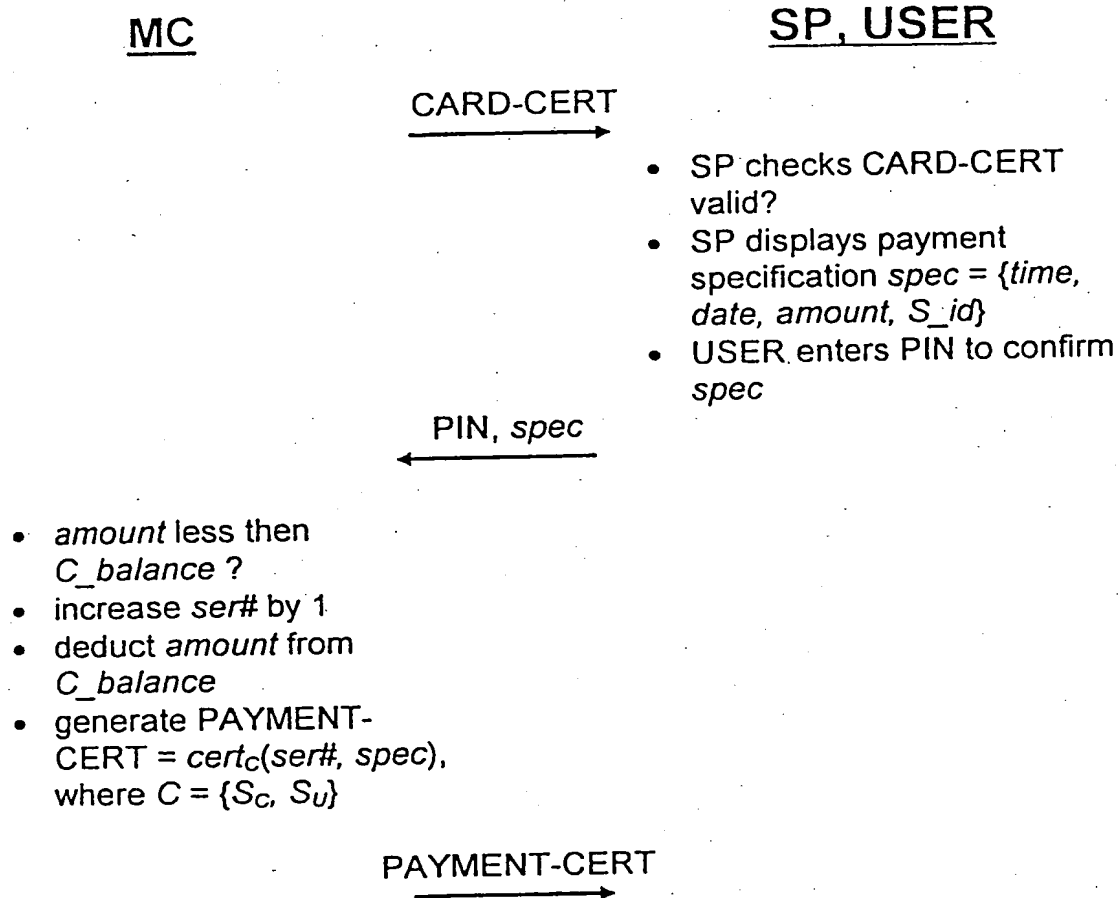 MC
SP, USER
CARD-CERT
• SP checks CARD-CERT
valid?
• SP displays payment
specification spec = {time,
date, amount, S_id}
• USER enters PIN to confirm
spec
PIN, spec
• amount less then
C_balance ?
• increase ser# by 1
• deduct amount from
C_balance
• generate PAYMENT-
CERT = certC(ser#, spec),
where C = {SC, SU}
PAYMENT-CERT